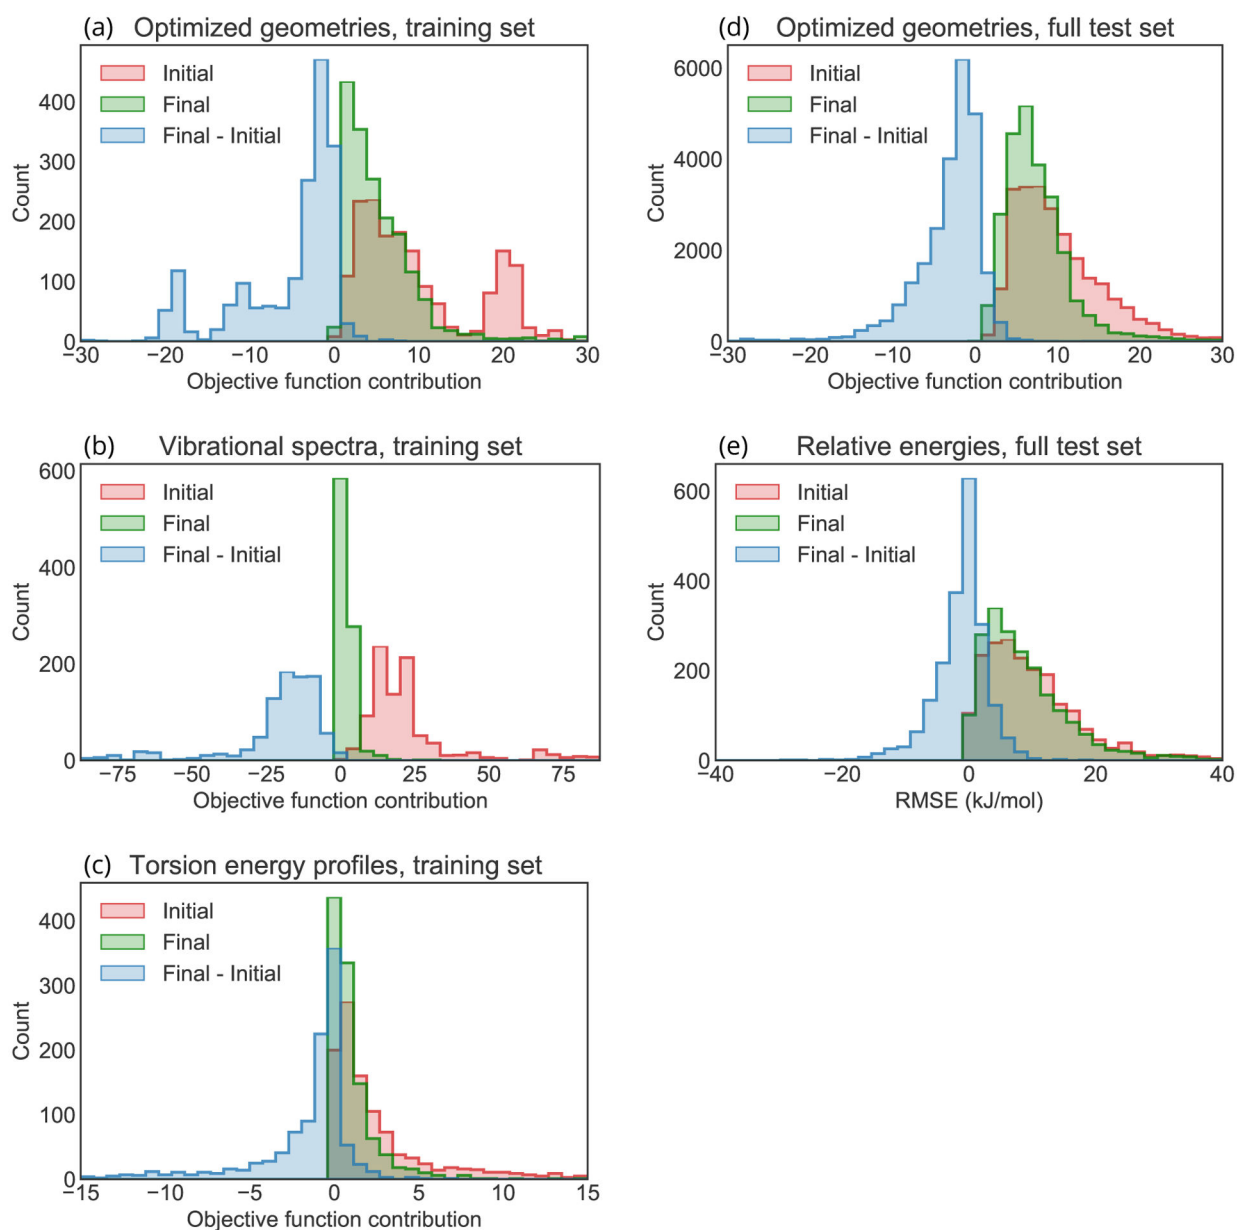 (a) Optimized geometries, training set
Initial
Final
Final - Initial
Count
400
300
200
100
0
−30 −20 −10 0 10 20 30
Objective function contribution
(d) Optimized geometries, full test set
Initial
Final
Final - Initial
Count
6000
4000
2000
0
−30 −20 −10 0 10 20 30
Objective function contribution
(b) Vibrational spectra, training set
Initial
Final
Final - Initial
Count
600
400
200
0
−75 −50 −25 0 25 50 75
Objective function contribution
(e) Relative energies, full test set
Initial
Final
Final - Initial
Count
600
400
200
0
−40 −20 0 20 40
RMSE (kJ/mol)
(c) Torsion energy profiles, training set
Initial
Final
Final - Initial
Count
400
300
200
100
0
−15 −10 −5 0 5 10 15
Objective function contribution